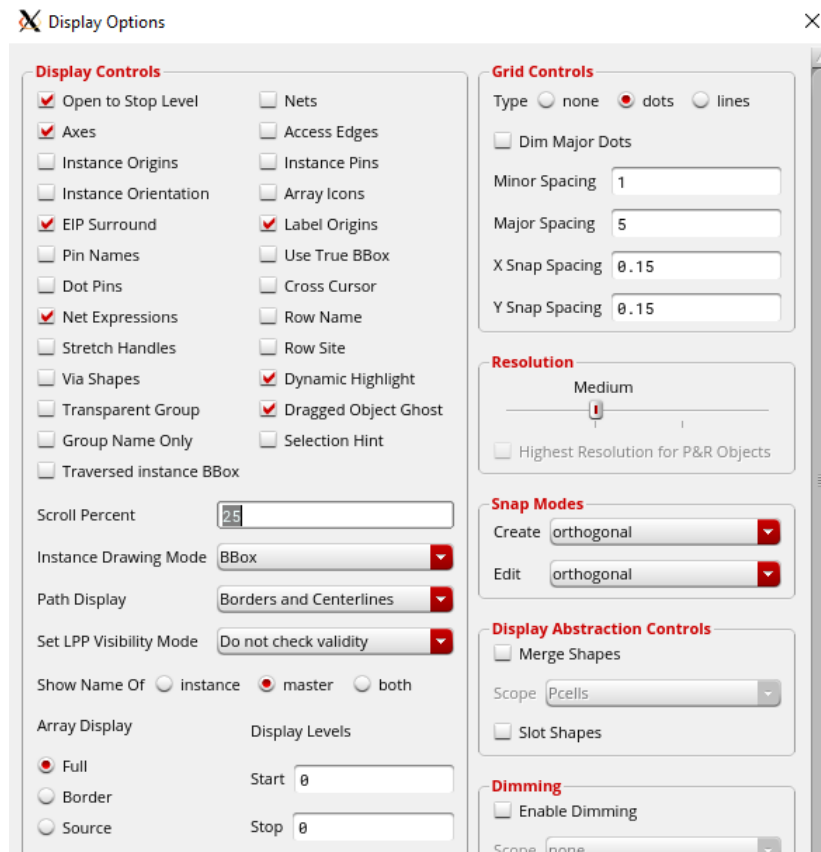 Display Options
Display Controls
Open to Stop Level
Nets
Axes
Access Edges
Instance Origins
Instance Pins
Instance Orientation
Array Icons
EIP Surround
Label Origins
Pin Names
Use True BBox
Dot Pins
Cross Cursor
Net Expressions
Row Name
Stretch Handles
Row Site
Via Shapes
Dynamic Highlight
Transparent Group
Dragged Object Ghost
Group Name Only
Selection Hint
Traversed instance BBox
Scroll Percent 25
Instance Drawing Mode BBox
Path Display Borders and Centerlines
Set LPP Visibility Mode Do not check validity
Show Name Of instance master both
Array Display
Full
Border
Source
Display Levels
Start 0
Stop 0
Grid Controls
Type none dots lines
Dim Major Dots
Minor Spacing 1
Major Spacing 5
X Snap Spacing 0.15
Y Snap Spacing 0.15
Resolution
Medium
Highest Resolution for P&R Objects
Snap Modes
Create orthogonal
Edit orthogonal
Display Abstraction Controls
Merge Shapes
Scope Pcells
Slot Shapes
Dimming
Enable Dimming
Scope none